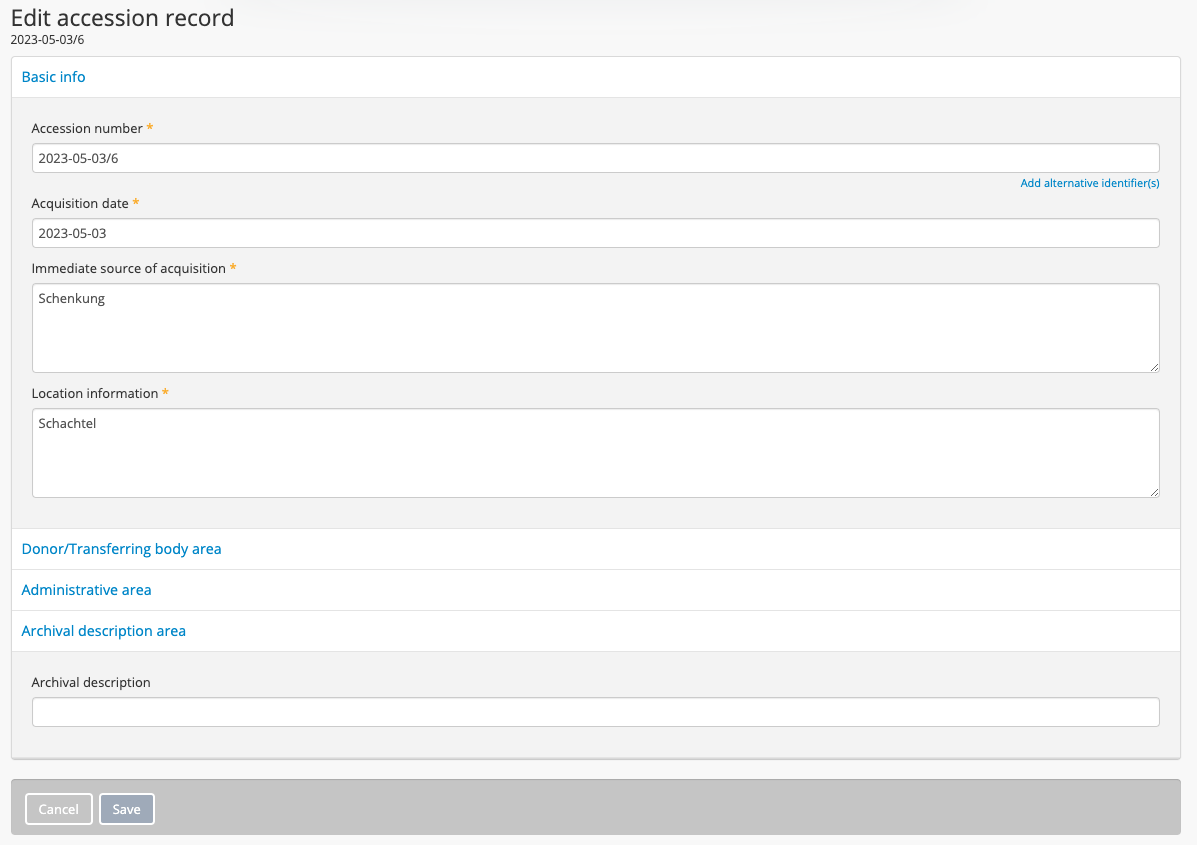 Edit accession record
2023-05-03/6
Basic info
Accession number *
2023-05-03/6
Add alternative identifier(s)
Acquisition date *
2023-05-03
Immediate source of acquisition *
Schenkung
Location information *
Schachtel
Donor/Transferring body area
Administrative area
Archival description area
Archival description
Cancel Save